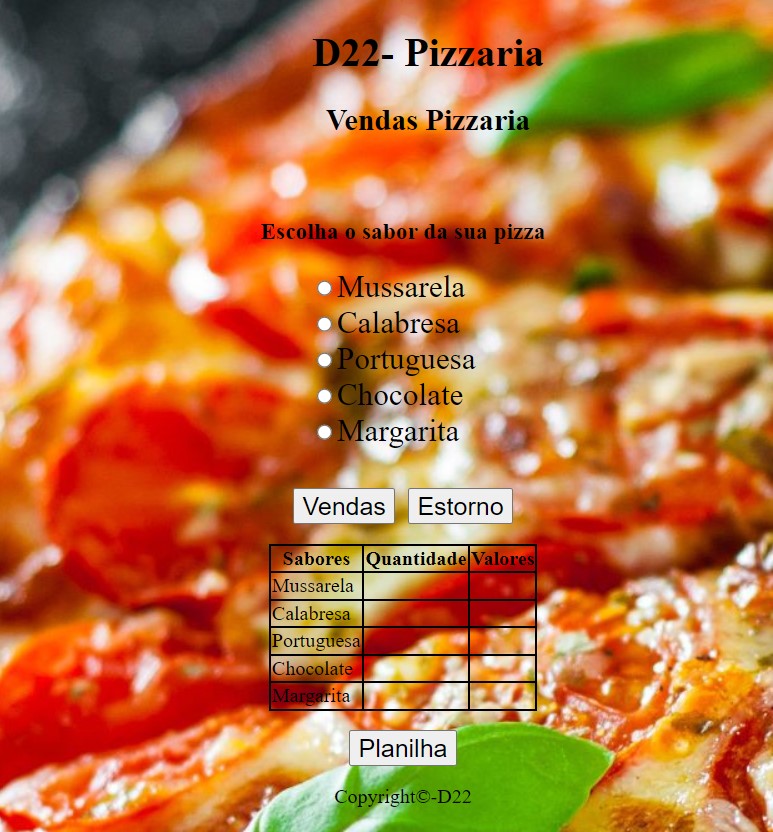 D22- Pizzaria
Vendas Pizzaria
Escolha o sabor da sua pizza
Mussarela
Calabresa
Portuguesa
Chocolate
Margarita
Vendas Estorno
Sabores Quantidade Valores
Mussarela
Calabresa
Portuguesa
Chocolate
Margarita
Planilha
Copyright©-D22